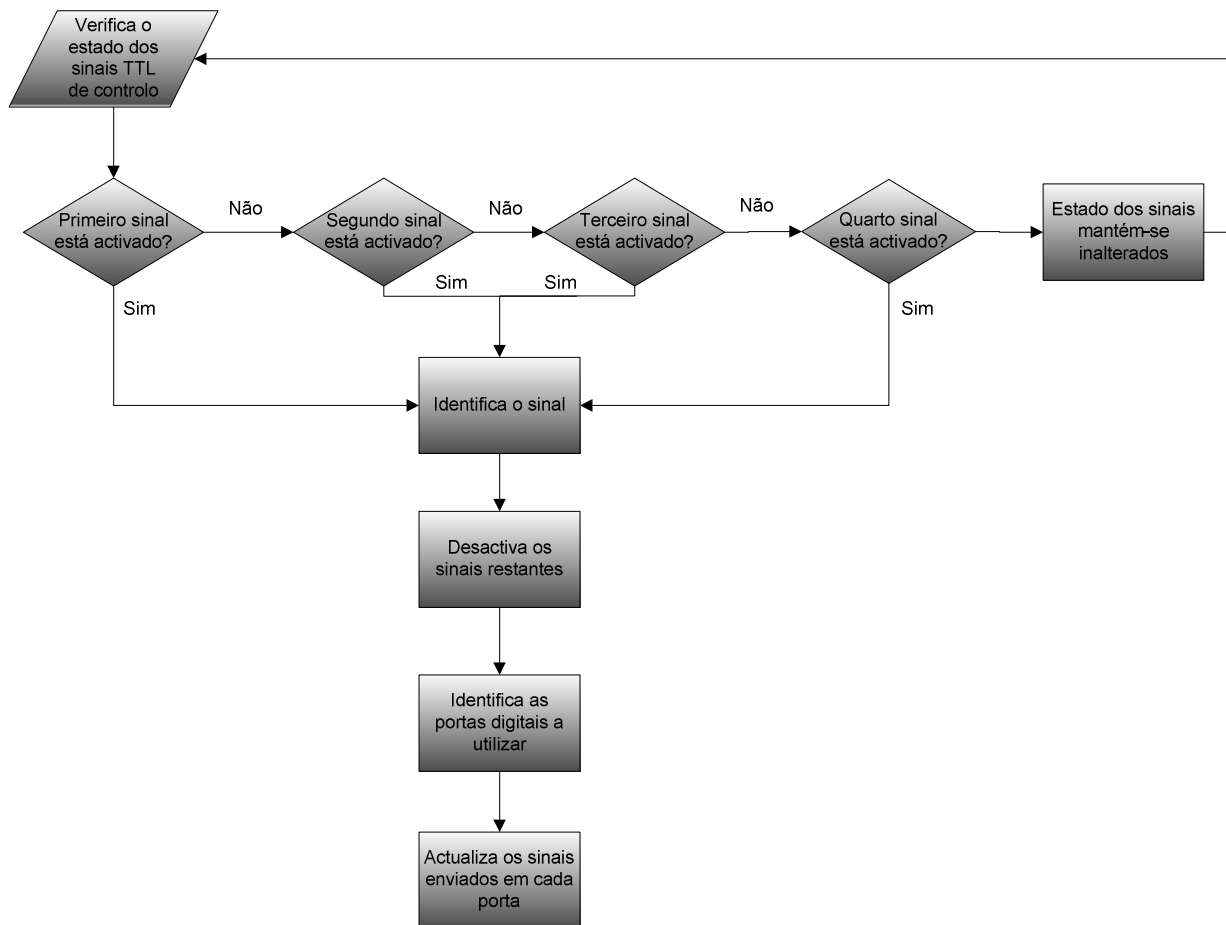 Verifica o
estado dos
sinais TTL
de controlo
Primeiro sinal
está activado?
Não
Segundo sinal
está activado?
Não
Terceiro sinal
está activado?
Não
Quarto sinal
está activado?
Estado dos sinais
mantém-se
inalterados
Sim
Sim
Sim
Sim
Identifica o sinal
Desactiva os
sinais restantes
Identifica as
portas digitais a
utilizar
Actualiza os sinais
enviados em cada
porta